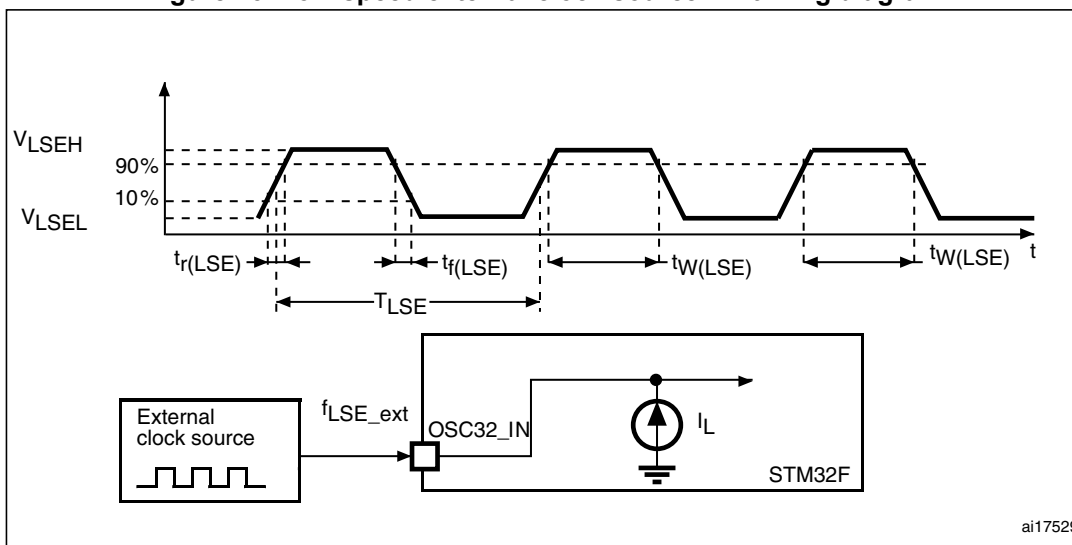 VLSEH
90%
10%
VLSEL
tr(LSE)
tf(LSE)
tW(LSE)
tW(LSE)
t
TLSE
External
clock source
fLSE_ext
OSC32_IN
IL
STM32F
ai17529